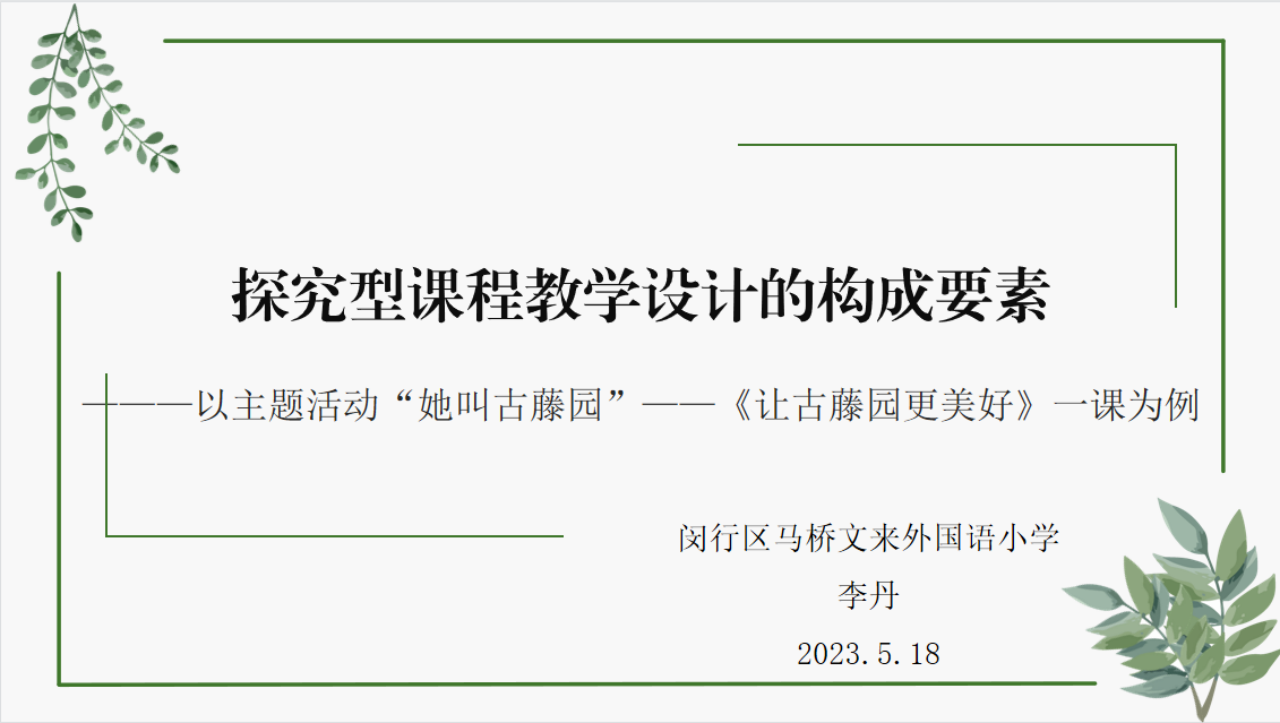 探究型课程教学设计的构成要素
———以主题活动“她叫古藤园”——《让古藤园更美好》一课为例
闵行区马桥文来外国语小学
李丹
2023.5.18